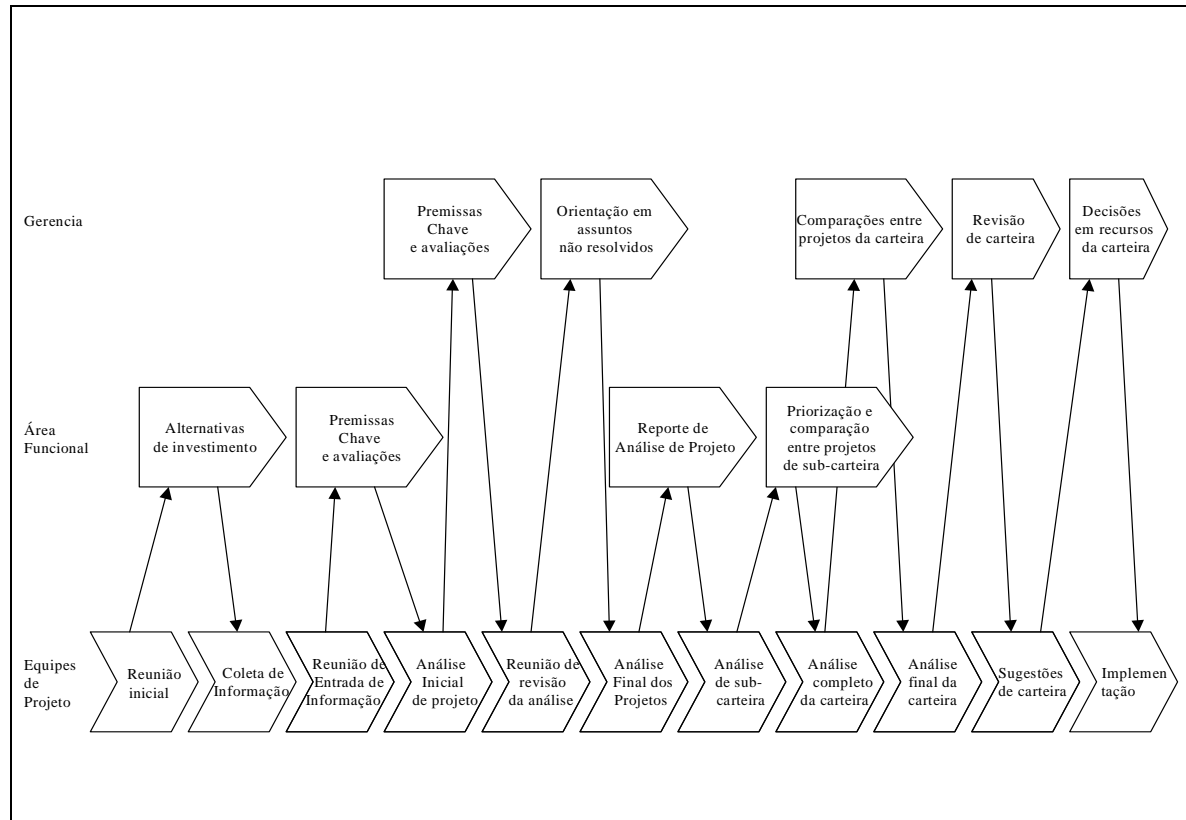 Gerencia
Premissas
Chave
e avaliações
Orientação em
assuntos
não resolvidos
Comparações entre
projetos da carteira
Revisão
de carteira
Decisões
em recursos
da carteira
Área
Funcional
Alternativas
de investimento
Premissas
Chave
e avaliações
Reporte de
Análise de Projeto
Priorização e
comparação
entre projetos
de sub-carteira
Equipes
de
Projeto
Reunião
inicial
Coleta de
Informação
Reunião de
Entrada de
Informação
Análise
Inicial
de projeto
Reunião de
revisão
da análise
Análise
Final dos
Projetos
Análise
de sub-
carteira
Análise
completo
da carteira
Análise
final da
carteira
Sugestões
de carteira
Implemen
tação